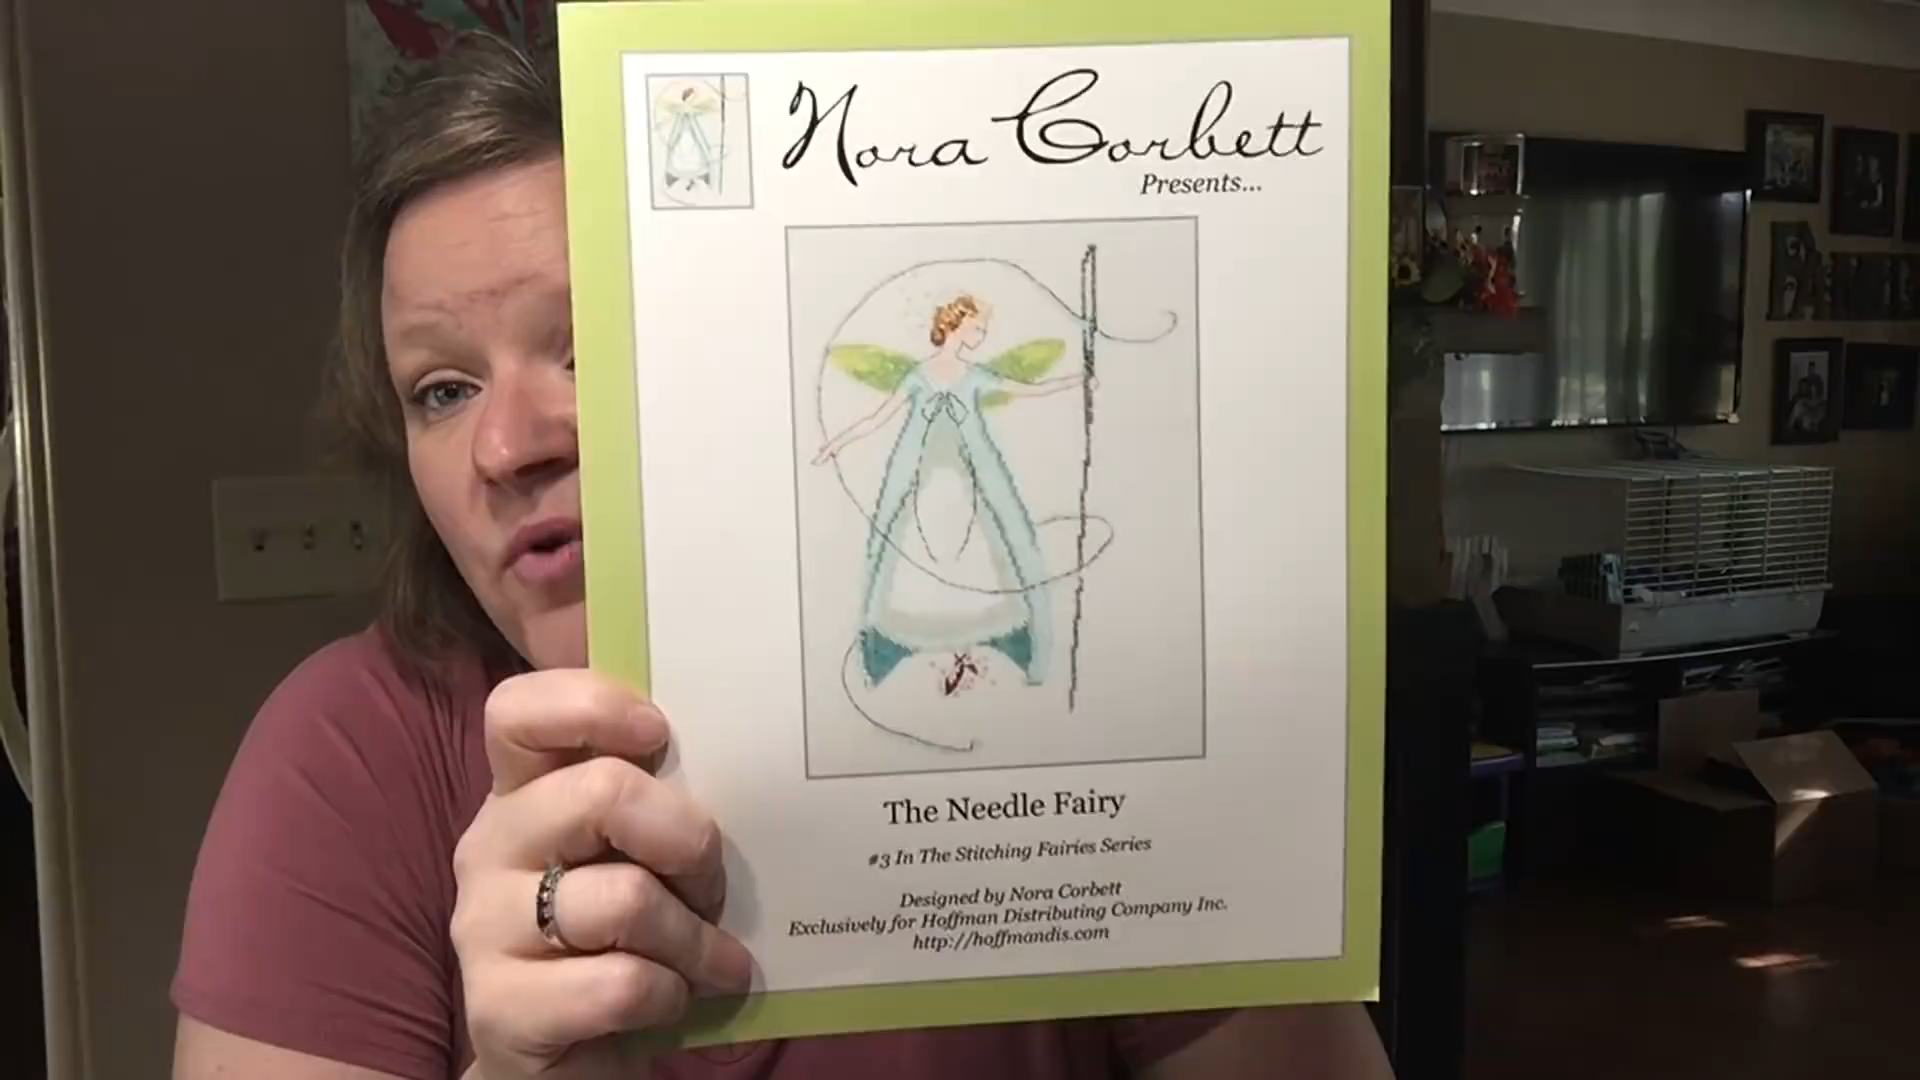 Nora Corbett
Presents...
The Needle Fairy
#3 In The Stitching Fairies Series
Designed by Nora Corbett
Exclusively for Hoffman Distributing Company Inc.
http://hoffmandis.com